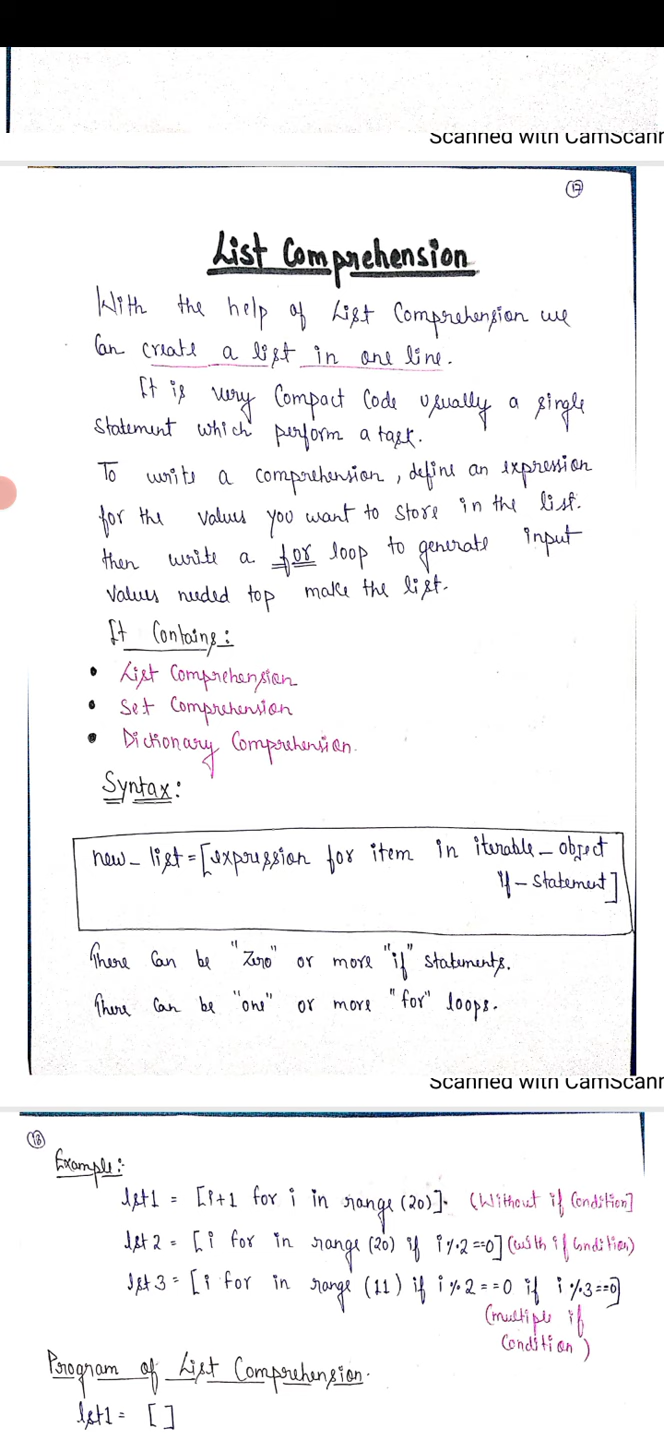 Scanned with CamScanr
17
List Comprehension
With the help of List Comprehension we
Can create a list in one line.
It is very Compact Code usually a single
Statement which perform a task.
To write a comprehension, define an expression
for the values you want to store in the list.
then write a for loop to generate input
values needed top make the list.
It Contains:
• List Comprehension
• Set Comprehension
• Dictionary Comprehension.
Syntax:
new_list = [expression for item in iterable_object
if-statement]
There Can be "Zero" or more "if" statements.
There Can be "one" or more "for" loops.
Scanned with CamScanr
18
Example:-
lst1 = [i+1 for i in range (20)]. (Without if Condition]
lst2 = [i for in range (20) if i%2==0] (with if Condition)
lst3 = [i for in range (11) if i%2==0 if i%3==0]
(multiple if
Condition)
Program of List Comprehension.
lst1 = []